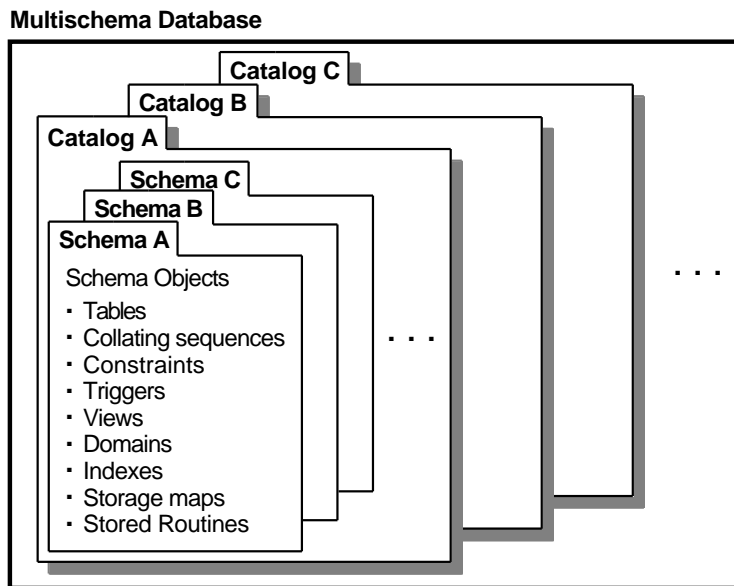 Multischema Database
Catalog C
Catalog B
Catalog A
Schema C
Schema B
Schema A
Schema Objects
· Tables
· Collating sequences
· Constraints
· Triggers
· Views
· Domains
· Indexes
· Storage maps
· Stored Routines
. . .
. . .